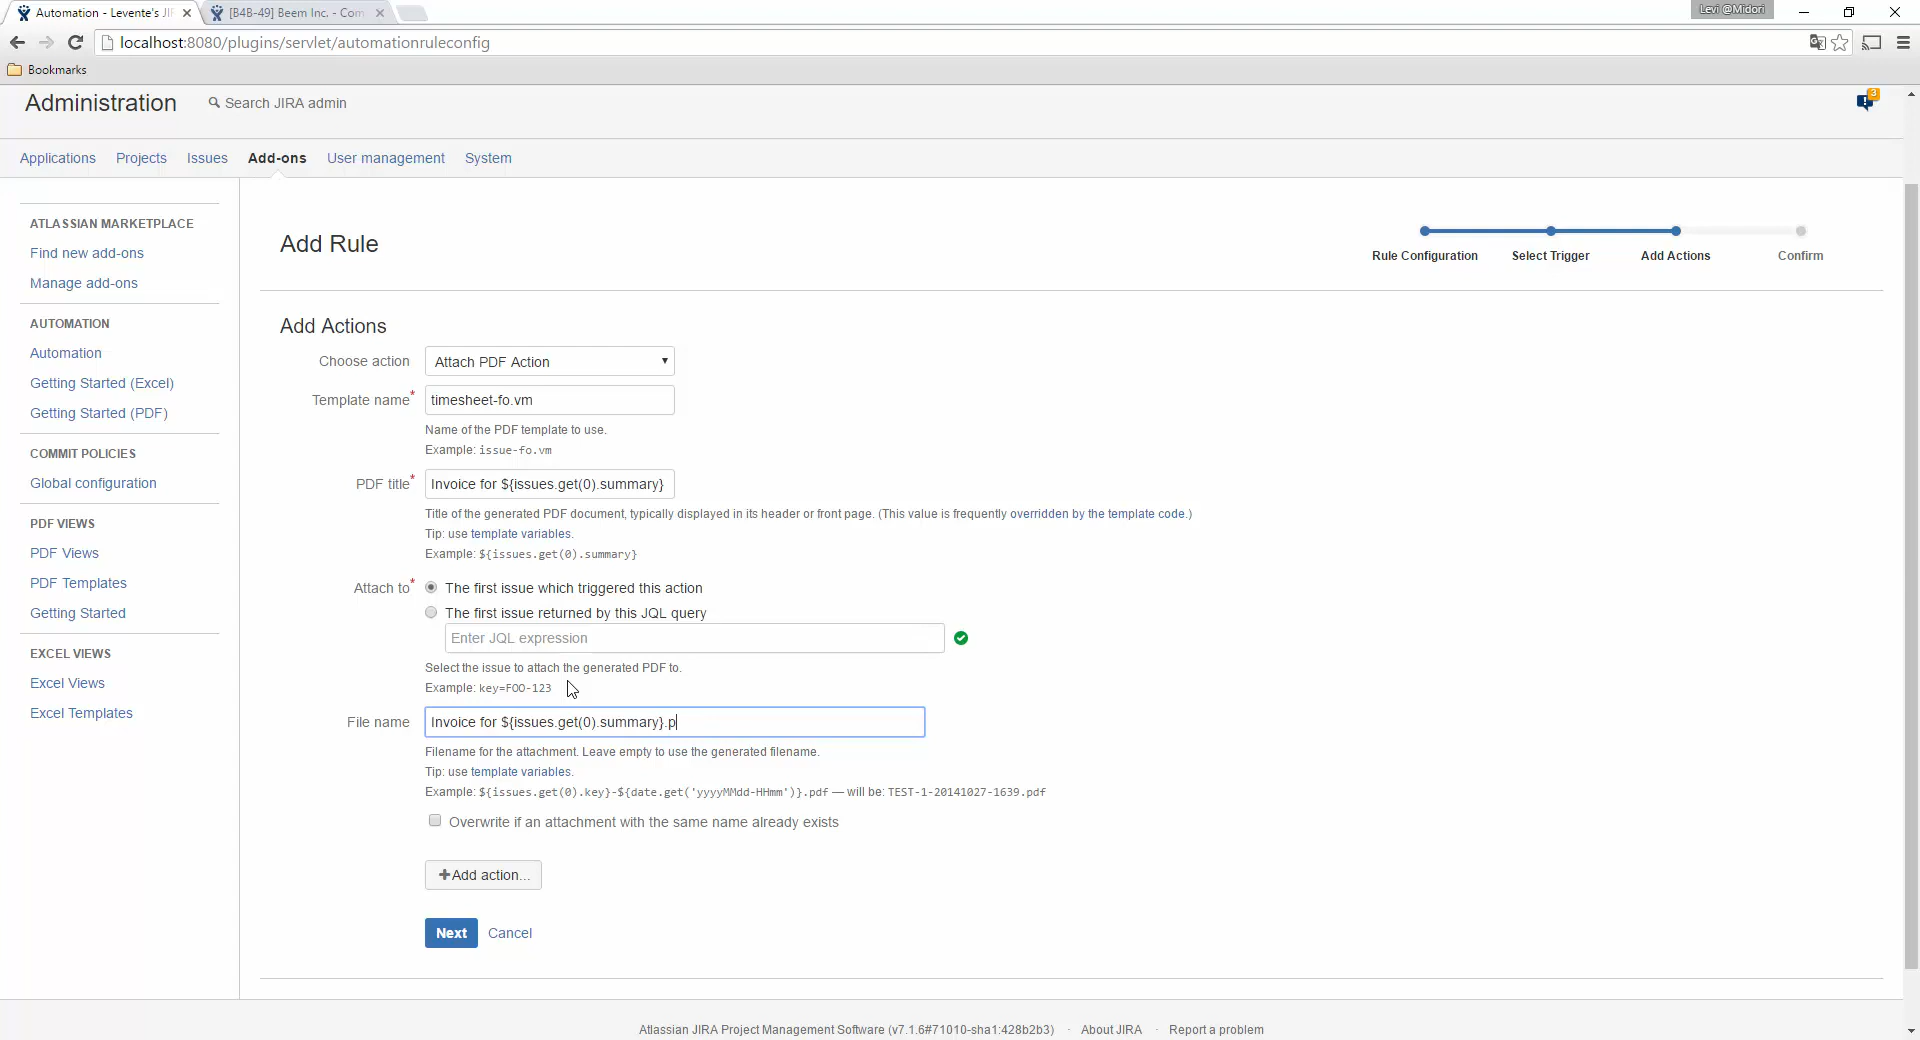 Automation - Levente's JI
[B4B-49] Beem Inc. - Com
Levi @Midori
localhost:8080/plugins/servlet/automationruleconfig
Bookmarks
Administration
Search JIRA admin
3
Applications
Projects
Issues
Add-ons
User management
System
ATLASSIAN MARKETPLACE
Find new add-ons
Manage add-ons
AUTOMATION
Automation
Getting Started (Excel)
Getting Started (PDF)
COMMIT POLICIES
Global configuration
PDF VIEWS
PDF Views
PDF Templates
Getting Started
EXCEL VIEWS
Excel Views
Excel Templates
Add Rule
Rule Configuration
Select Trigger
Add Actions
Confirm
Add Actions
Choose action
Attach PDF Action
Template name*
timesheet-fo.vm
Name of the PDF template to use.
Example: issue-fo.vm
PDF title*
Invoice for ${issues.get(0).summary}
Title of the generated PDF document, typically displayed in its header or front page. (This value is frequently overridden by the template code.)
Tip: use template variables.
Example: ${issues.get(0).summary}
Attach to*
The first issue which triggered this action
The first issue returned by this JQL query
Enter JQL expression
Select the issue to attach the generated PDF to.
Example: key=FOO-123
File name
Invoice for ${issues.get(0).summary}.p
Filename for the attachment. Leave empty to use the generated filename.
Tip: use template variables.
Example: ${issues.get(0).key}-${date.get('yyyyMMdd-HHmm')}.pdf — will be: TEST-1-20141027-1639.pdf
Overwrite if an attachment with the same name already exists
+Add action...
Next
Cancel
Atlassian JIRA Project Management Software (v7.1.6#71010-sha1:428b2b3) · About JIRA · Report a problem